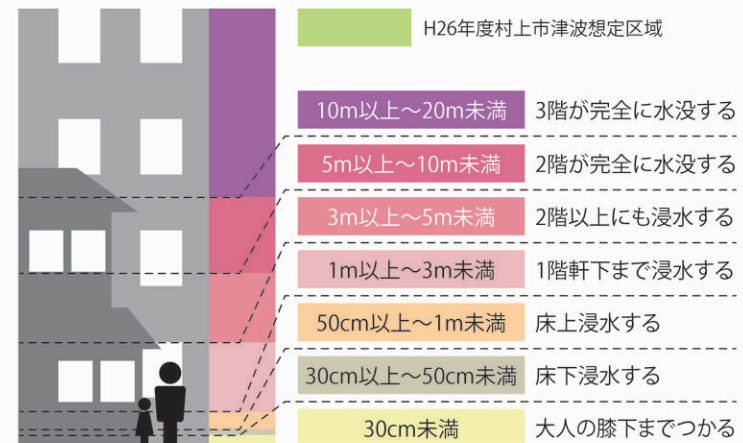 H26年度村上市津波想定区域
10m以上～20m未満 3階が完全に水没する
5m以上～10m未満 2階が完全に水没する
3m以上～5m未満 2階以上にも浸水する
1m以上～3m未満 1階軒下まで浸水する
50cm以上～1m未満 床上浸水する
30cm以上～50cm未満 床下浸水する
30cm未満 大人の膝下までつかる